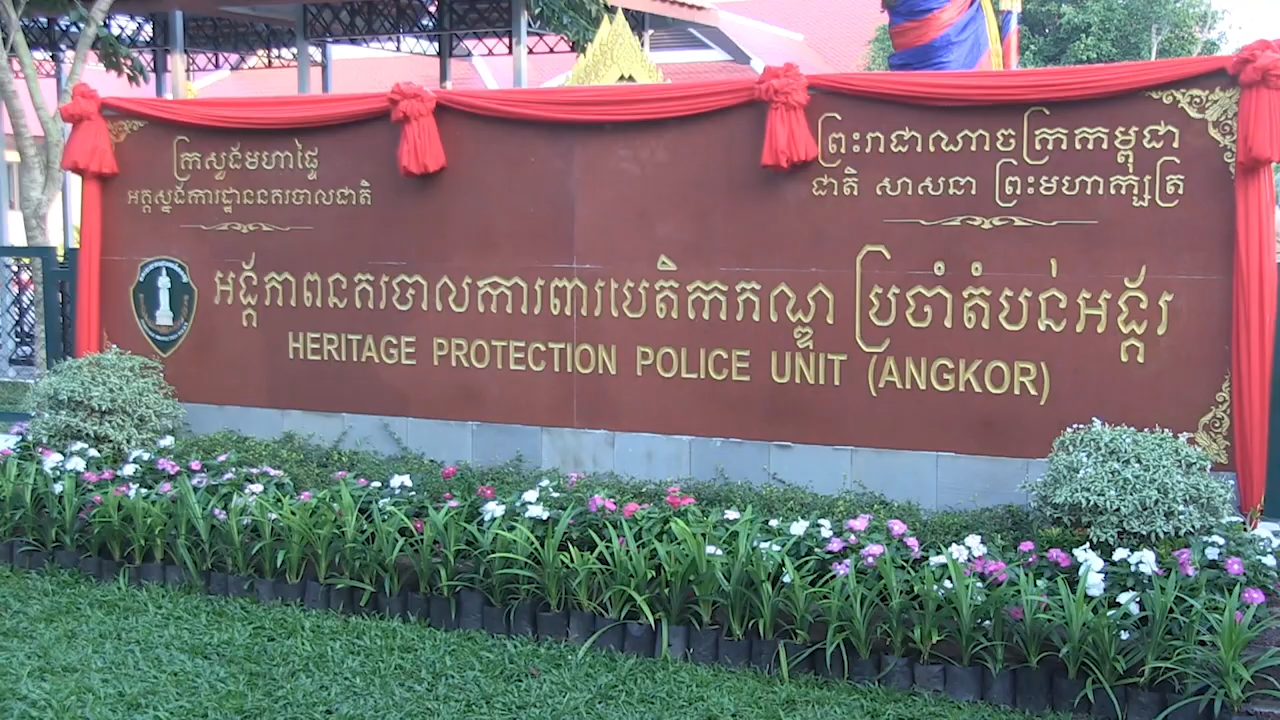 ព្រះរាជាណាចក្រកម្ពុជា
ជាតិ សាសនា ព្រះមហាក្សត្រ
ក្រសួងមហាផ្ទៃ
អគ្គស្នងការដ្ឋាននគរបាលជាតិ
អង្គភាពនគរបាលការពារបេតិកភណ្ឌ ប្រចាំតំបន់អង្គរ
HERITAGE PROTECTION POLICE UNIT (ANGKOR)